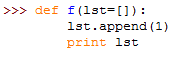 >>> def f(lst=[]):
        lst.append(1)
        print lst